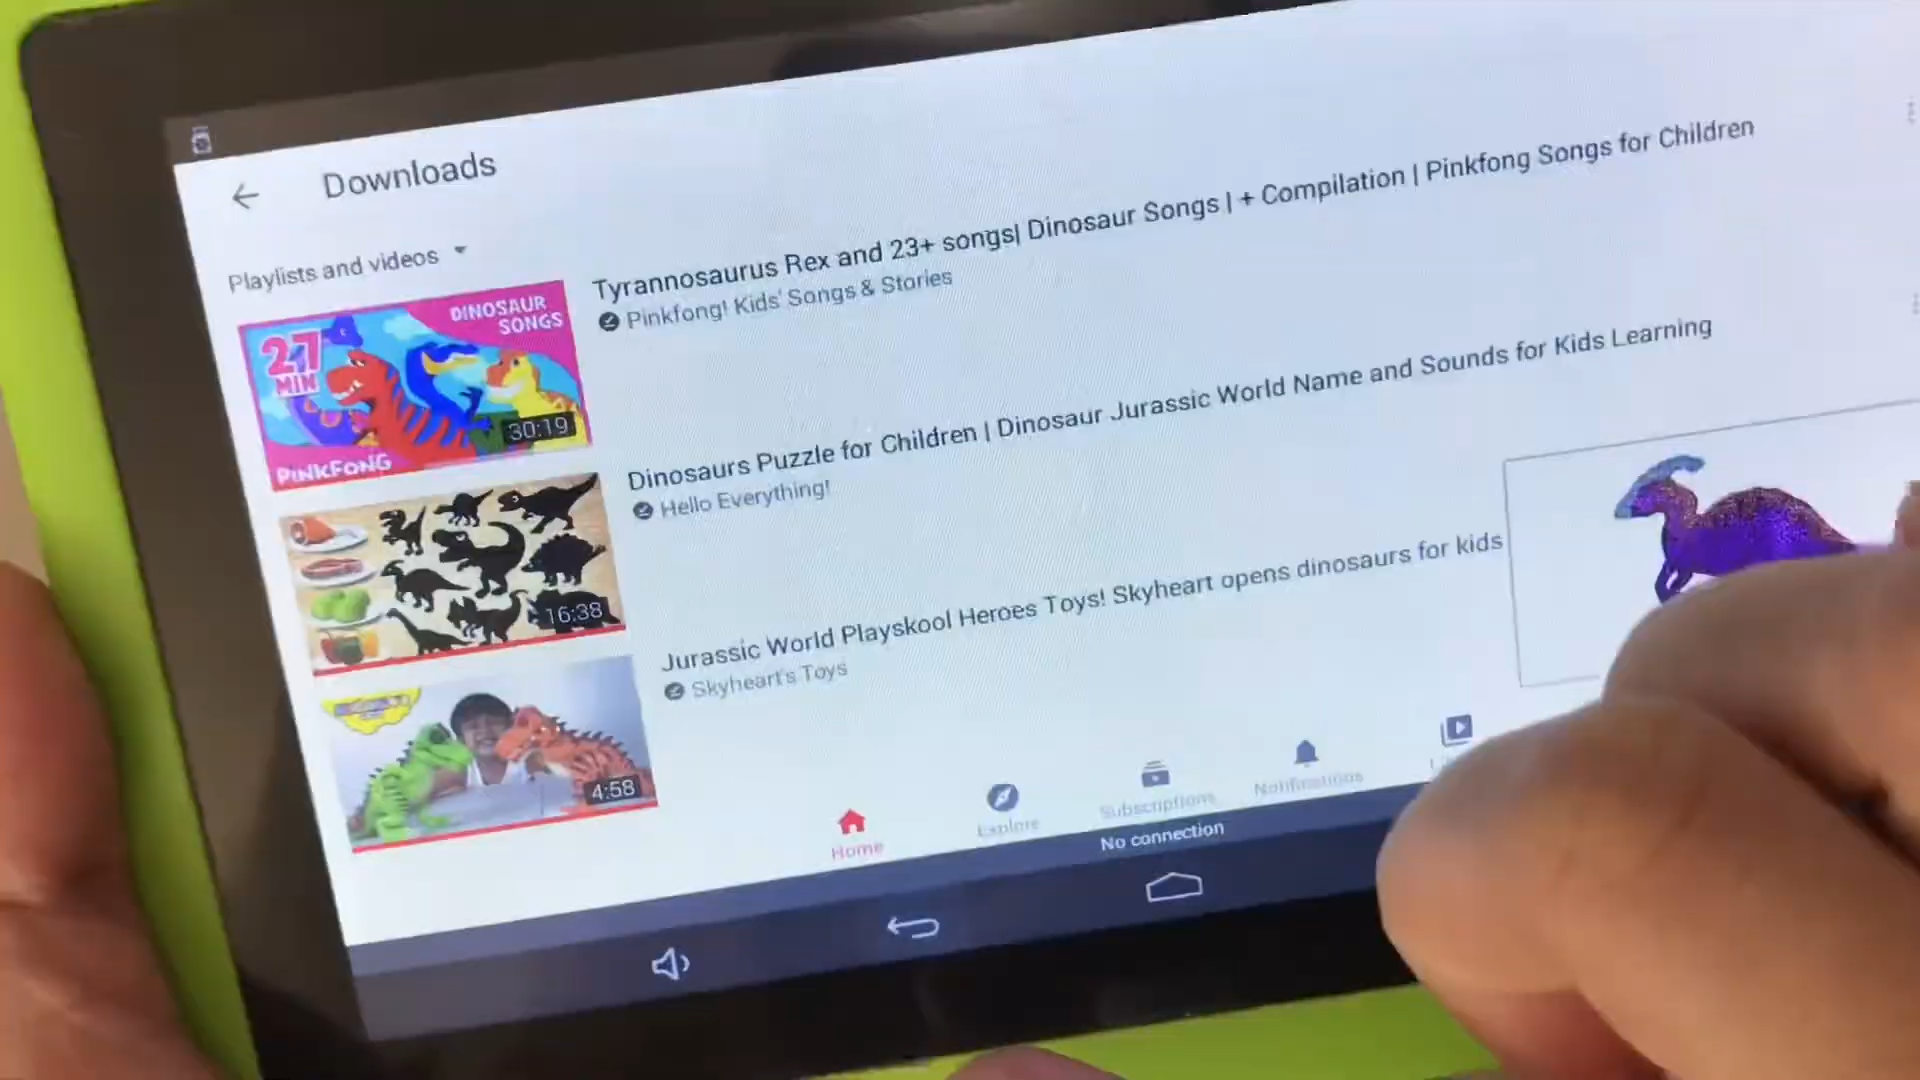 Downloads
Playlists and videos
Tyrannosaurus Rex and 23+ songs| Dinosaur Songs | + Compilation | Pinkfong Songs for Children
Pinkfong! Kids' Songs & Stories
DINOSAUR
SONGS
27
MIN
30:19
PINKFONG
Dinosaurs Puzzle for Children | Dinosaur Jurassic World Name and Sounds for Kids Learning
Hello Everything!
16:38
Jurassic World Playskool Heroes Toys! Skyheart opens dinosaurs for kids
Skyheart's Toys
4:58
Home
Explore
Subscriptions
Notifications
No connection